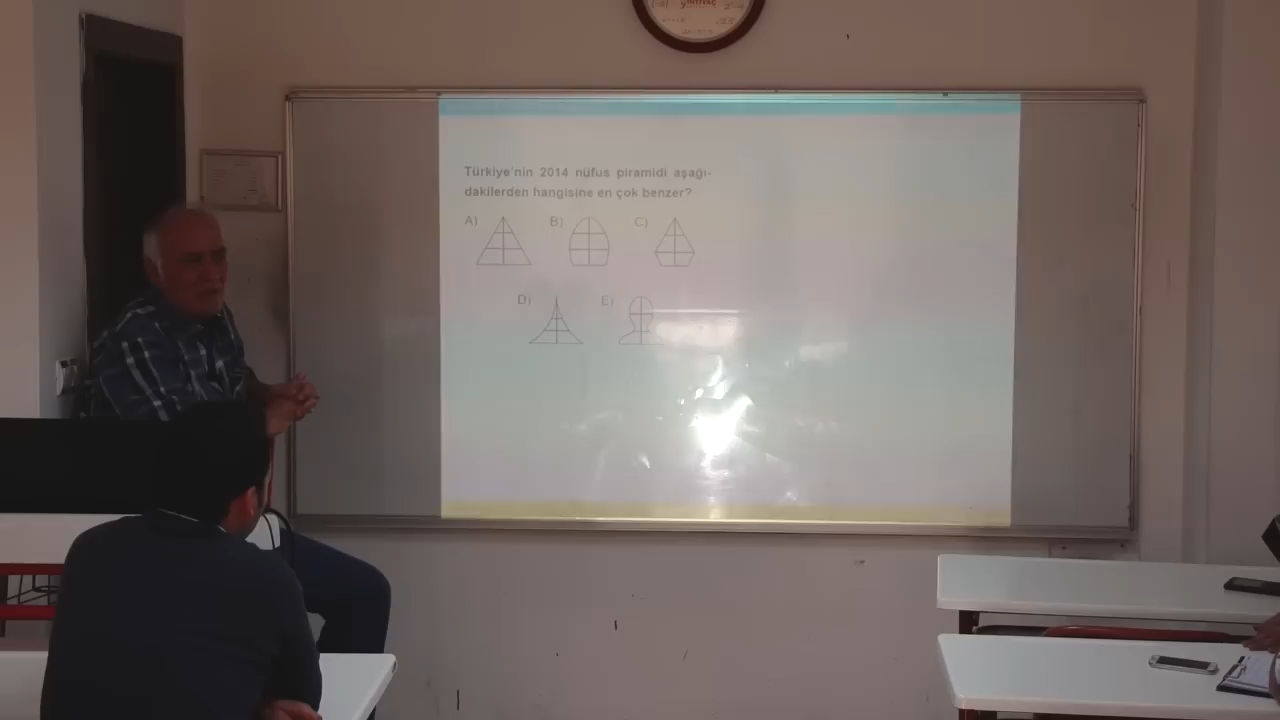 Türkiye'nin 2014 nüfus piramidi aşağı-
dakilerden hangisine en çok benzer?
A) B) C)
D) E)